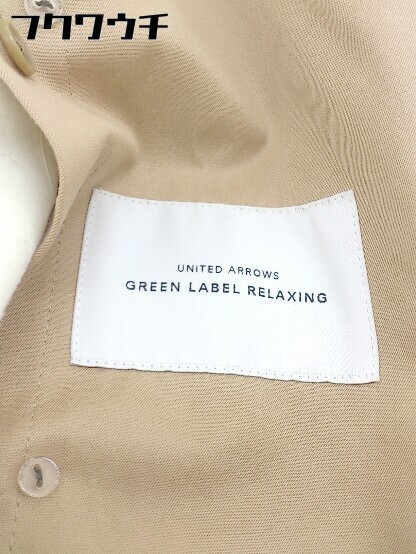 フクワウチ
UNITED ARROWS
GREEN LABEL RELAXING